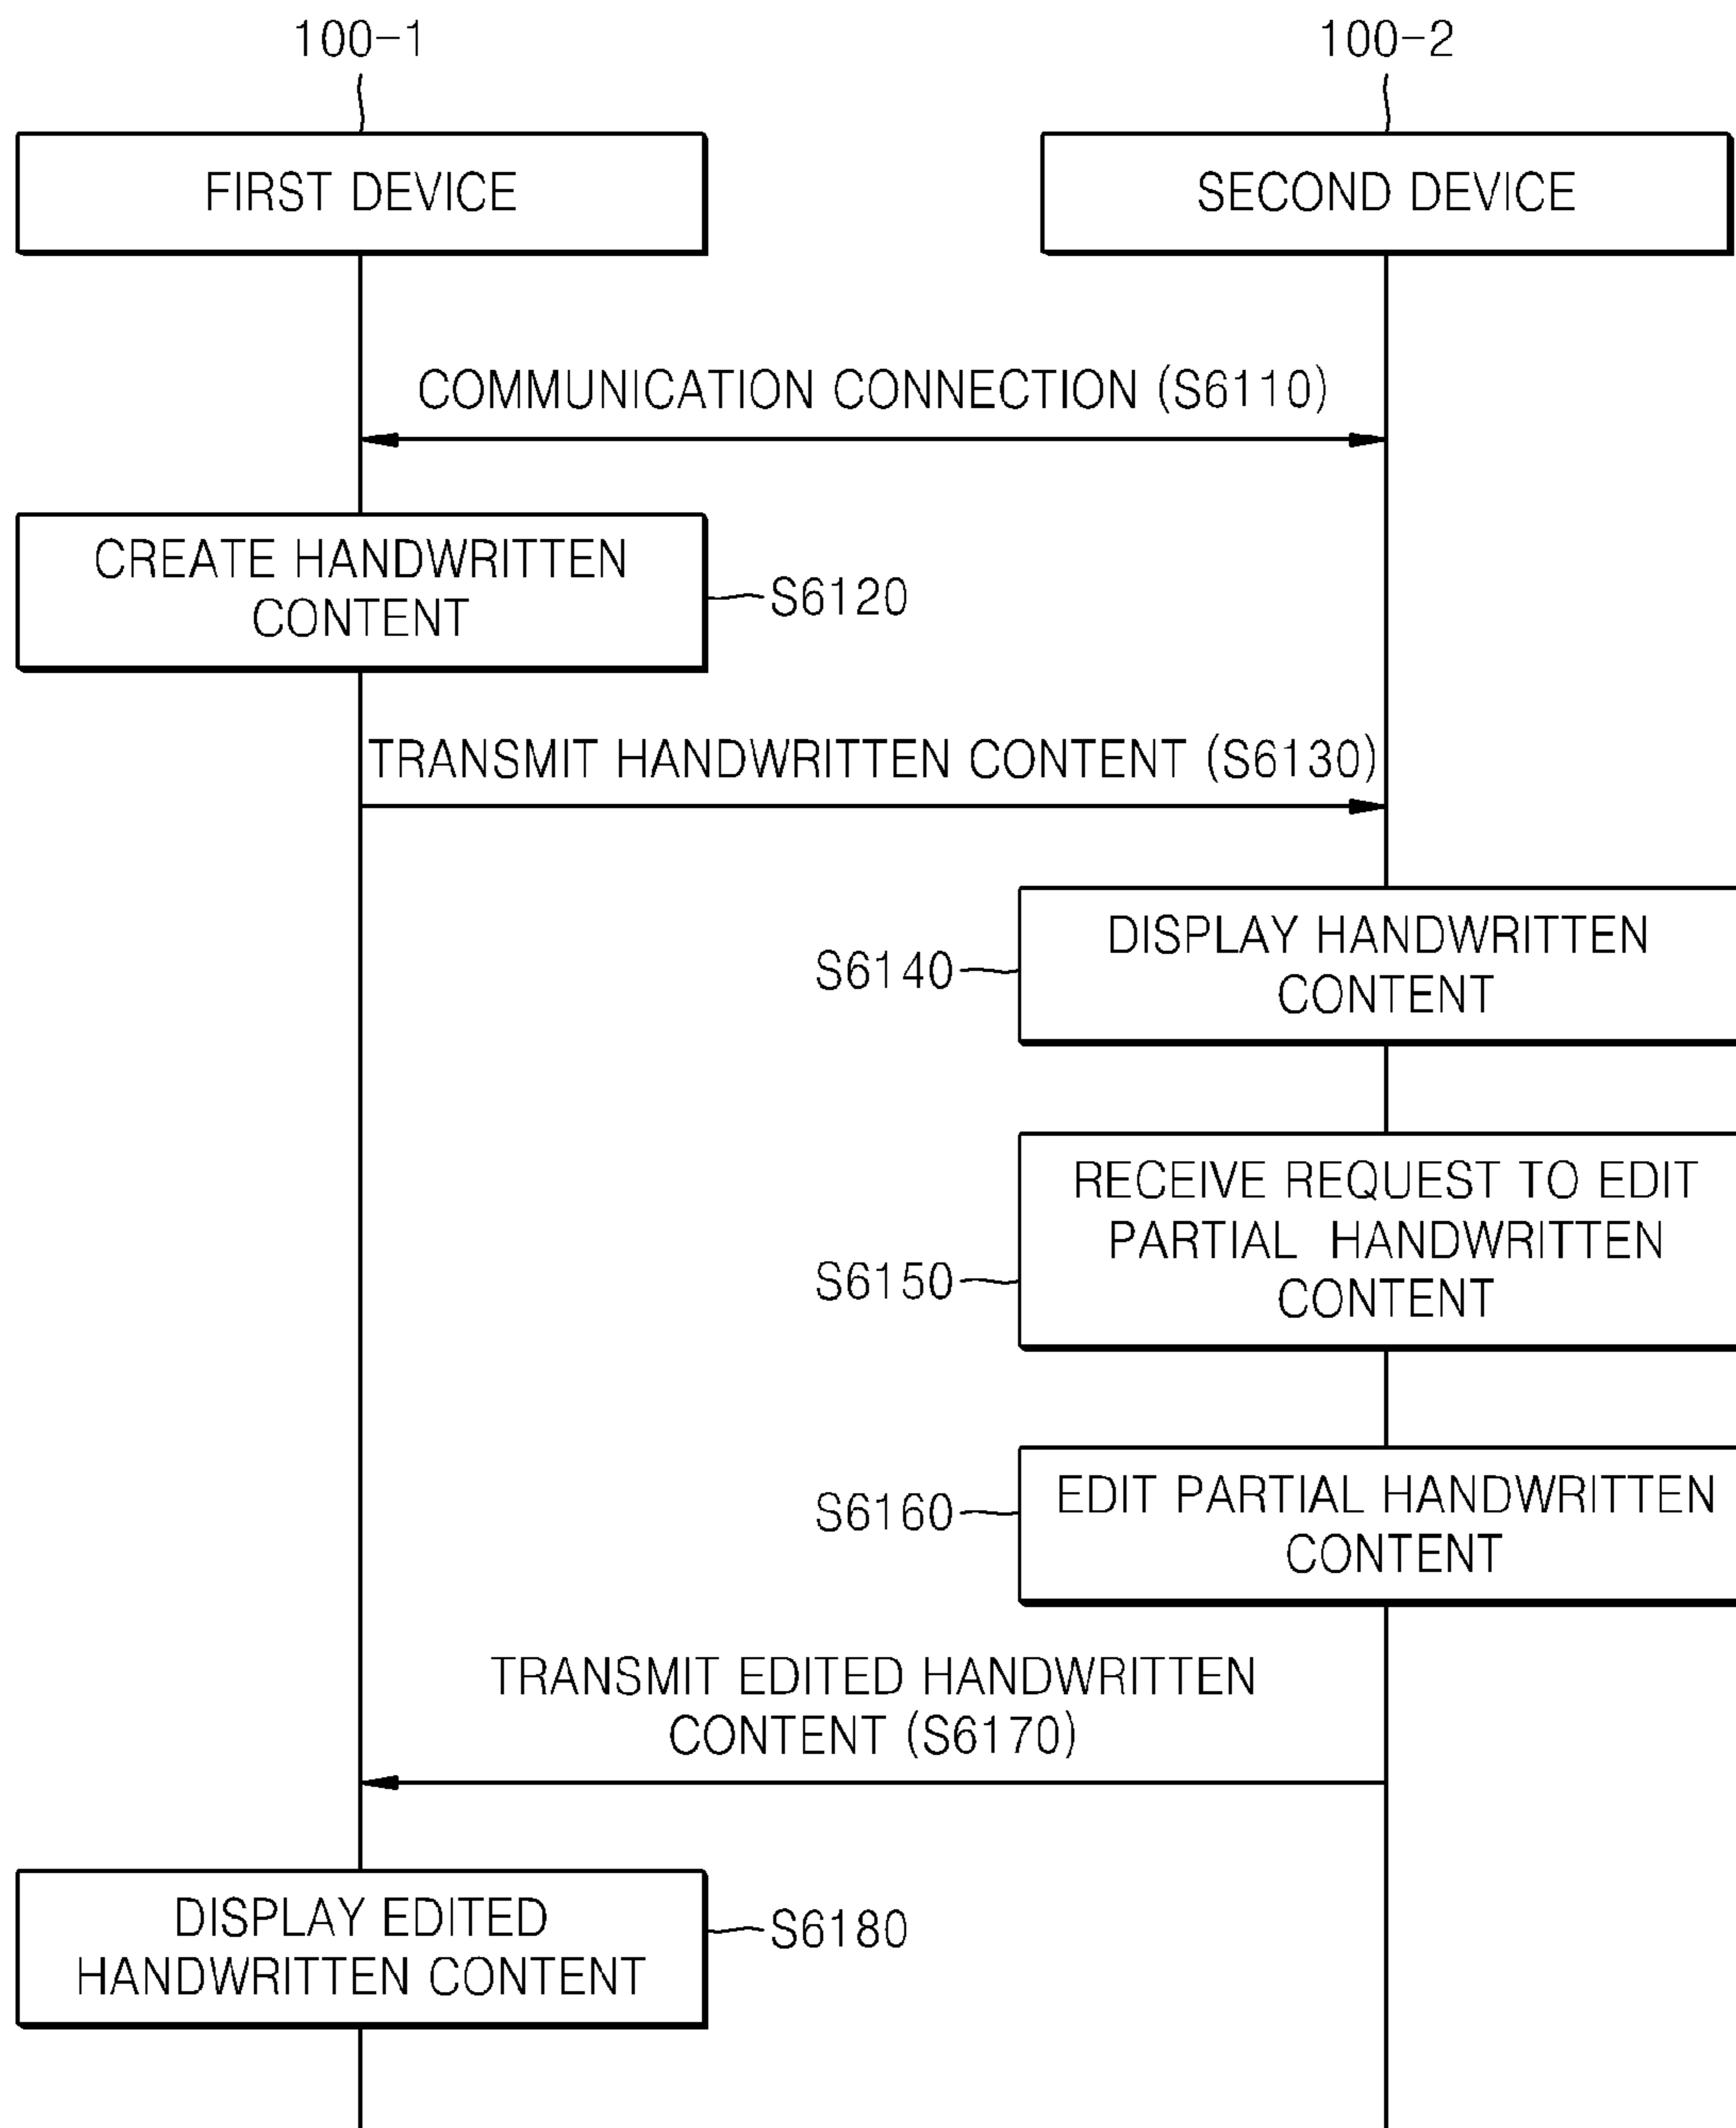 100-1
100-2
FIRST DEVICE
SECOND DEVICE
COMMUNICATION CONNECTION (S6110)
CREATE HANDWRITTEN
CONTENT
S6120
TRANSMIT HANDWRITTEN CONTENT (S6130)
DISPLAY HANDWRITTEN
CONTENT
S6140
RECEIVE REQUEST TO EDIT
PARTIAL HANDWRITTEN
CONTENT
S6150
EDIT PARTIAL HANDWRITTEN
CONTENT
S6160
TRANSMIT EDITED HANDWRITTEN
CONTENT (S6170)
DISPLAY EDITED
HANDWRITTEN CONTENT
S6180